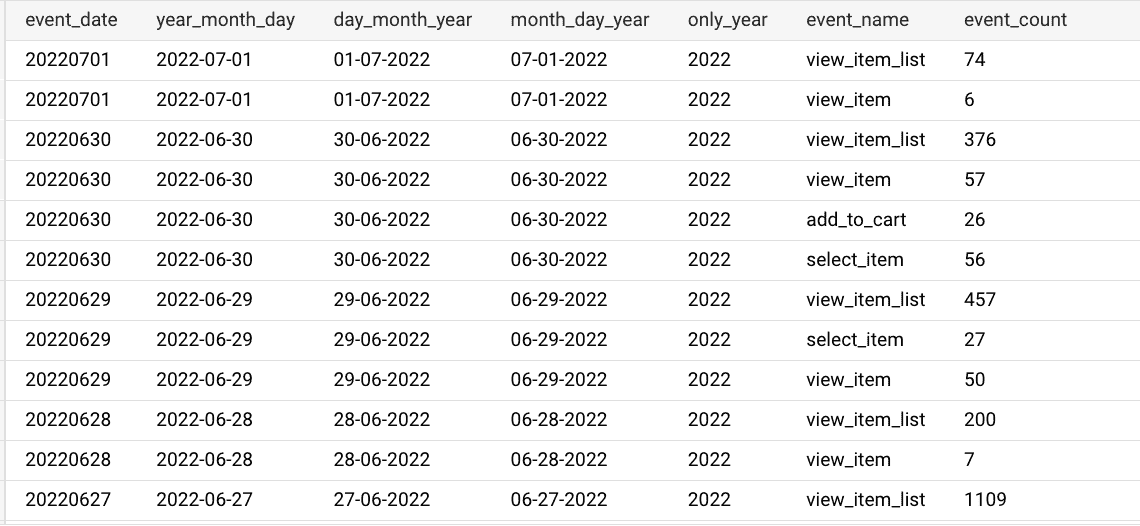 event_date year_month_day day_month_year month_day_year only_year event_name event_count
20220701 2022-07-01 01-07-2022 07-01-2022 2022 view_item_list 74
20220701 2022-07-01 01-07-2022 07-01-2022 2022 view_item 6
20220630 2022-06-30 30-06-2022 06-30-2022 2022 view_item_list 376
20220630 2022-06-30 30-06-2022 06-30-2022 2022 view_item 57
20220630 2022-06-30 30-06-2022 06-30-2022 2022 add_to_cart 26
20220630 2022-06-30 30-06-2022 06-30-2022 2022 select_item 56
20220629 2022-06-29 29-06-2022 06-29-2022 2022 view_item_list 457
20220629 2022-06-29 29-06-2022 06-29-2022 2022 select_item 27
20220629 2022-06-29 29-06-2022 06-29-2022 2022 view_item 50
20220628 2022-06-28 28-06-2022 06-28-2022 2022 view_item_list 200
20220628 2022-06-28 28-06-2022 06-28-2022 2022 view_item 7
20220627 2022-06-27 27-06-2022 06-27-2022 2022 view_item_list 1109